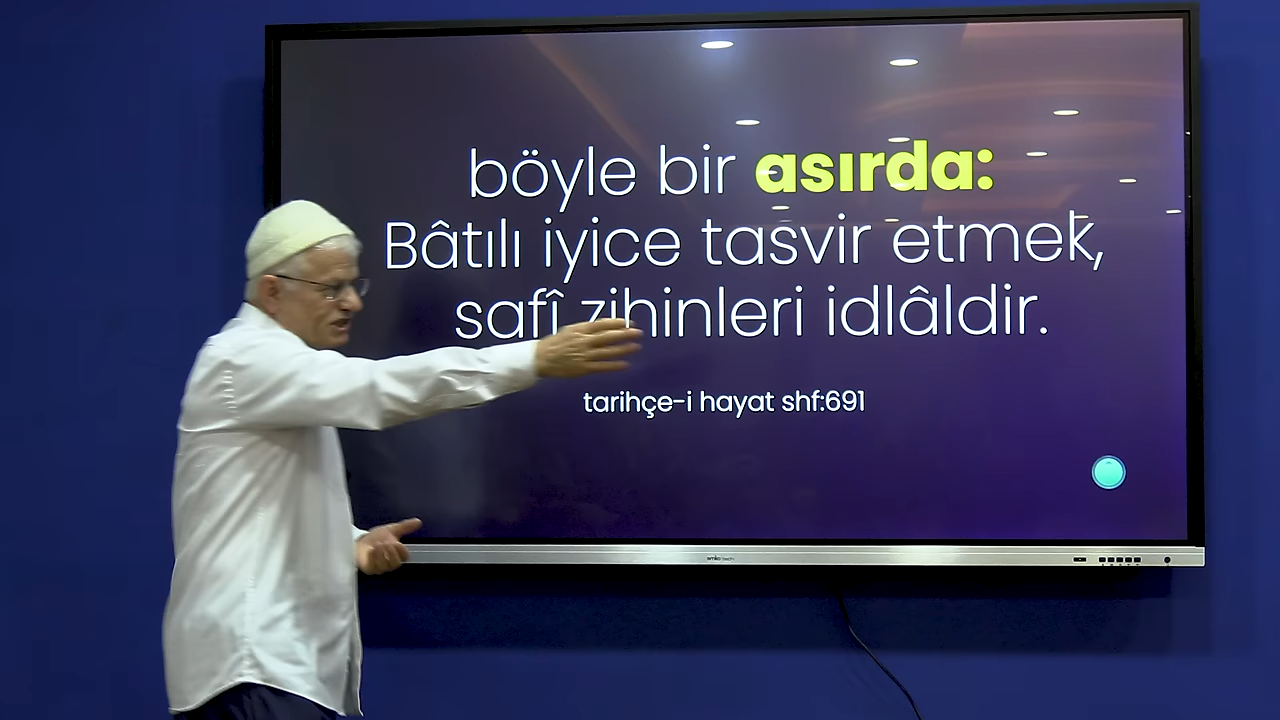 böyle bir asırda:
Bâtılı iyice tasvir etmek,
safî zihinleri idlâldir.
tarihçe-i hayat shf:691